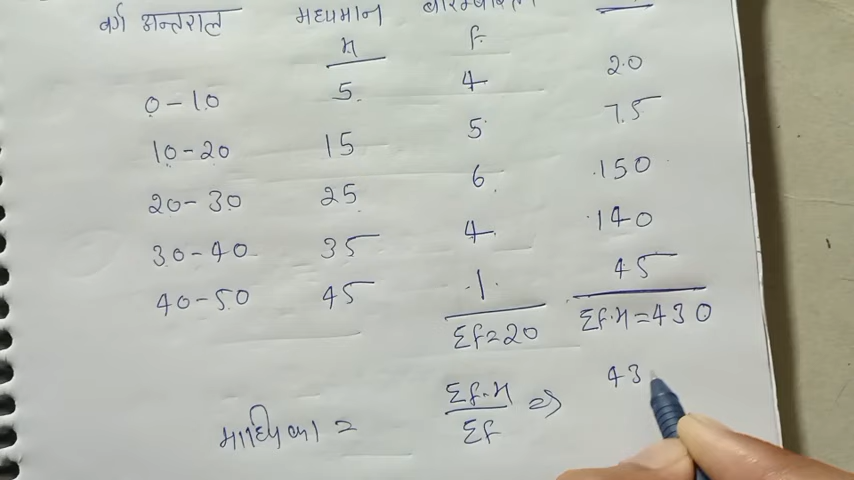 वर्ग अन्तराल मध्यमान
x f
0-10 5 4 20
10-20 15 5 75
20-30 25 6 150
30-40 35 4 140
40-50 45 1 45
Σf=20 Σf.x=430
माध्यिका = Σf.x/Σf ⇒ 43